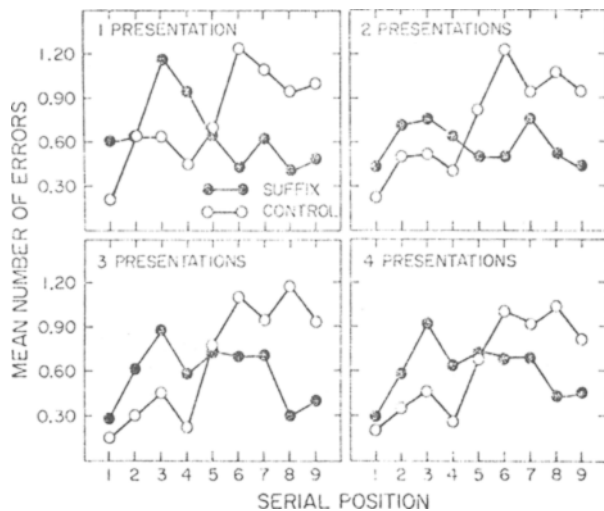 1 PRESENTATION
2 PRESENTATIONS
1.20
0.90
0.60
0.30
SUFFIX
CONTROL
MEAN NUMBER OF ERRORS
3 PRESENTATIONS
4 PRESENTATIONS
1.20
0.90
0.60
0.30
1 2 3 4 5 6 7 8 9
1 2 3 4 5 6 7 8 9
SERIAL POSITION